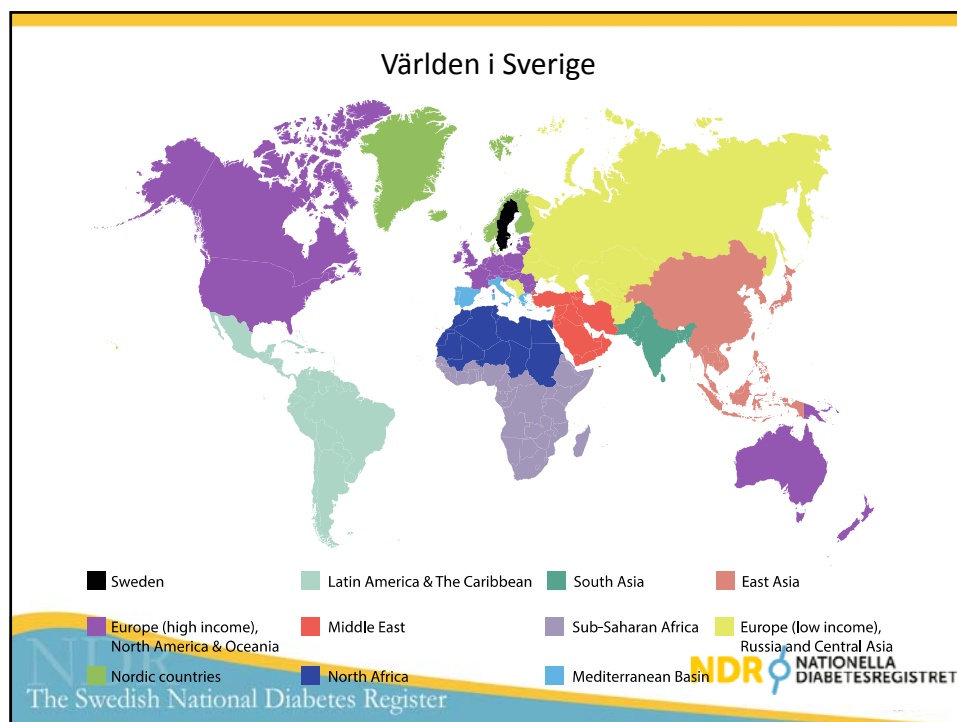 Världen i Sverige
Sweden
Latin America & The Caribbean
South Asia
East Asia
Europe (high income),
North America & Oceania
Middle East
Sub-Saharan Africa
Europe (low income),
Russia and Central Asia
Nordic countries
North Africa
Mediterranean Basin
NDR
The Swedish National Diabetes Register
NDR NATIONELLA
DIABETESREGISTRET